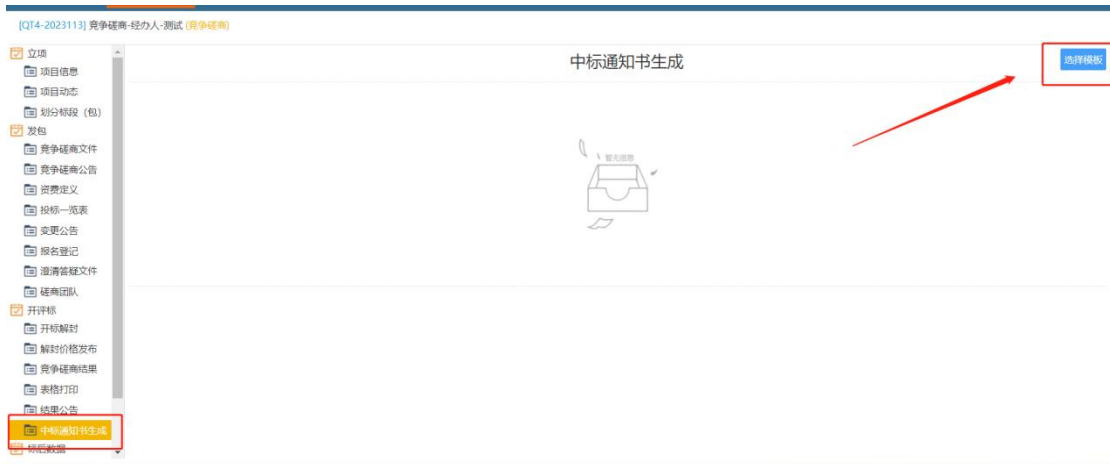 [QT4-2023113] 竞争磋商-经办人-测试 (竞争磋商)
立项
项目信息
项目动态
划分标段（包）
发包
竞争磋商文件
竞争磋商公告
资费定义
投标一览表
变更公告
报名登记
澄清答疑文件
磋商团队
开评标
开标解封
解封价格发布
竞争磋商结果
表格打印
结果公告
中标通知书生成
标后数据
中标通知书生成
选择模板
暂无信息